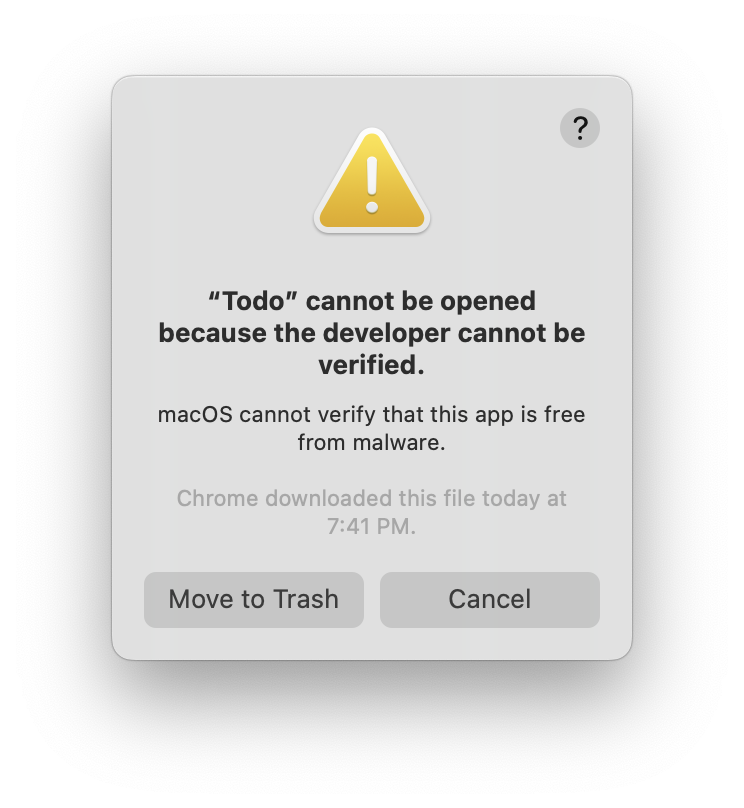 ?
“Todo” cannot be opened
because the developer cannot be
verified.
macOS cannot verify that this app is free
from malware.
Chrome downloaded this file today at
7:41 PM.
Move to Trash
Cancel